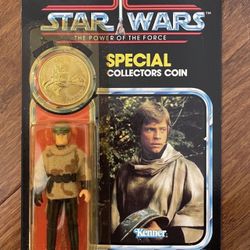 STAR WARS
THE POWER OF THE FORCE
SPECIAL
COLLECTORS COIN
Kenner